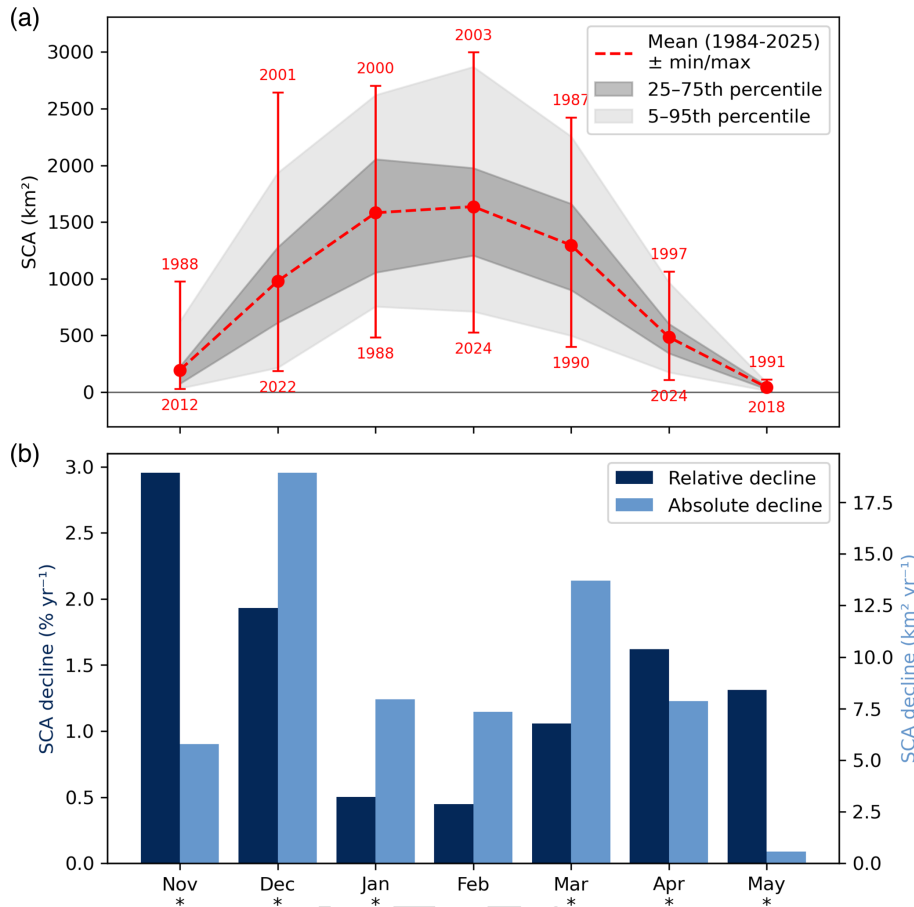 (a)
3000
2500
2000
1500
1000
500
0
SCA (km²)
1988
2001
2000
2003
1987
1997
1991
2012
2022
1988
2024
1990
2024
2018
Mean (1984-2025)
± min/max
25–75th percentile
5–95th percentile
(b)
3.0
2.5
2.0
1.5
1.0
0.5
0.0
SCA decline (% yr⁻¹)
Relative decline
Absolute decline
17.5
15.0
12.5
10.0
7.5
5.0
2.5
0.0
SCA decline (km² yr⁻¹)
Nov Dec Jan Feb Mar Apr May
* * * * * *